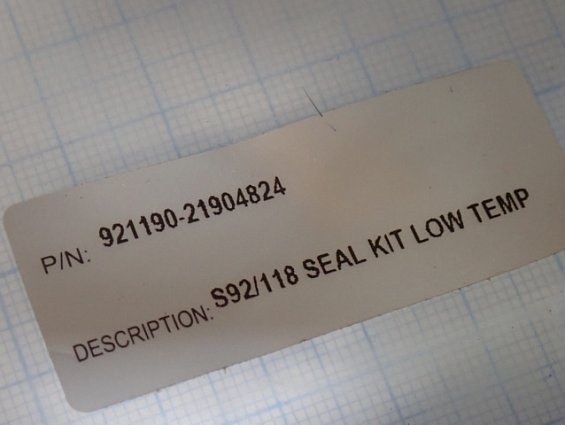 P/N: 921190-21904824
DESCRIPTION: S92/118 SEAL KIT LOW TEMP